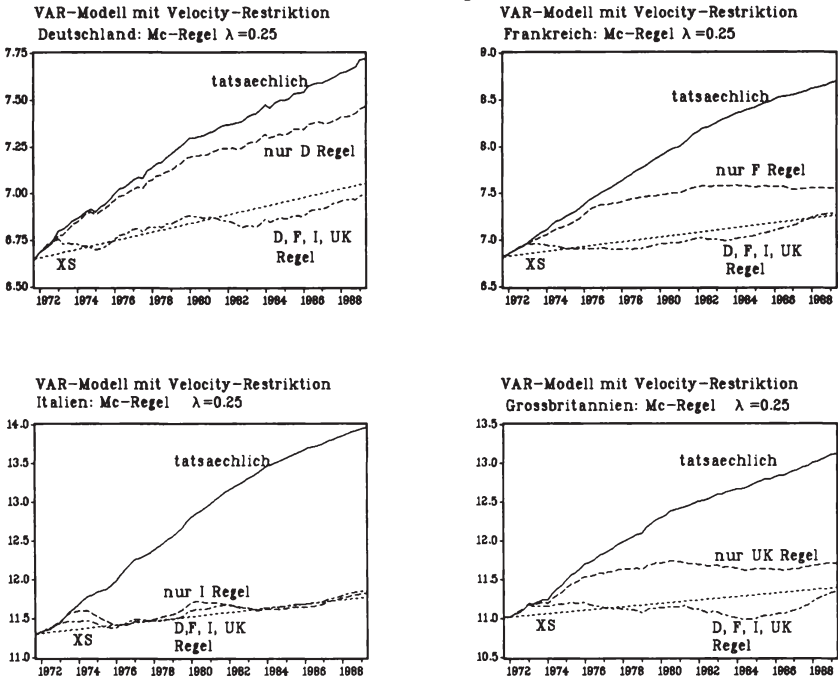 VAR-Modell mit Velocity-Restriktion
Deutschland: Mc-Regel λ=0.25
7.75
7.50
7.25
7.00
6.75
6.50
tatsaechlich
nur D Regel
D, F, I, UK
Regel
XS
1972 1974 1976 1978 1980 1982 1984 1986 1988
VAR-Modell mit Velocity-Restriktion
Frankreich: Mc-Regel λ=0.25
9.0
8.5
8.0
7.5
7.0
6.5
tatsaechlich
nur F Regel
D, F, I, UK
Regel
XS
1972 1974 1976 1978 1980 1982 1984 1986 1988
VAR-Modell mit Velocity-Restriktion
Italien: Mc-Regel λ=0.25
14.0
13.5
13.0
12.5
12.0
11.5
11.0
tatsaechlich
nur I Regel
D,F, I, UK
Regel
XS
1972 1974 1976 1978 1980 1982 1984 1986 1988
VAR-Modell mit Velocity-Restriktion
Grossbritannien: Mc-Regel λ=0.25
13.5
13.0
12.5
12.0
11.5
11.0
10.5
tatsaechlich
nur UK Regel
D, F, I, UK
Regel
XS
1972 1974 1976 1978 1980 1982 1984 1986 1988